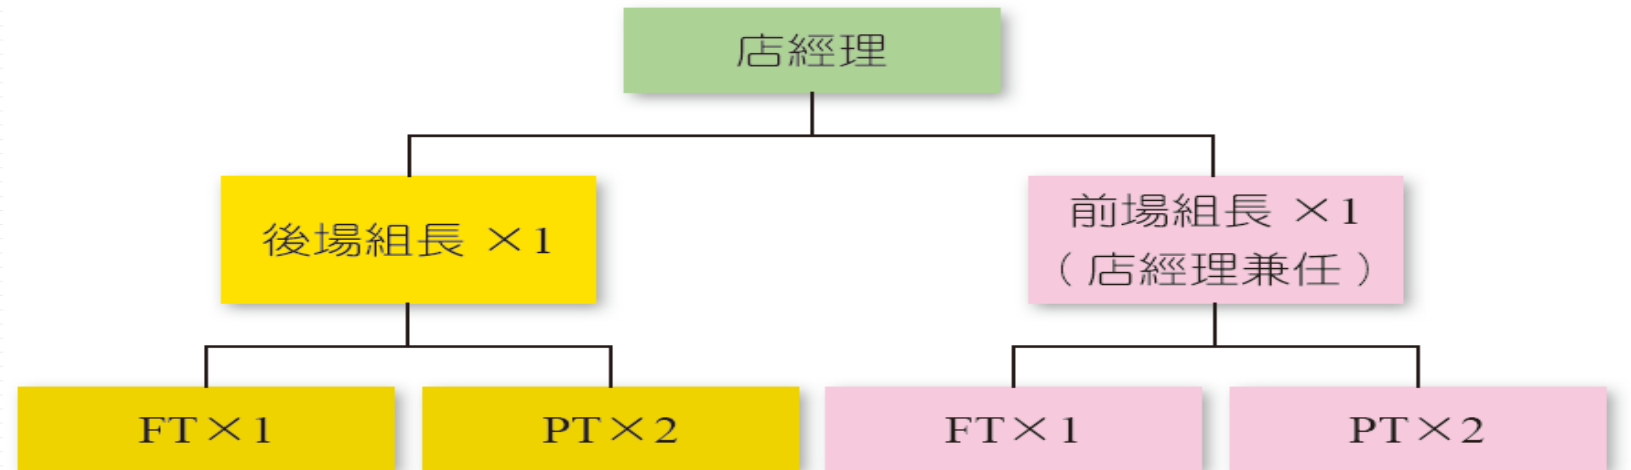 店經理
後場組長 ×1
前場組長 ×1
（店經理兼任）
FT×1
PT×2
FT×1
PT×2